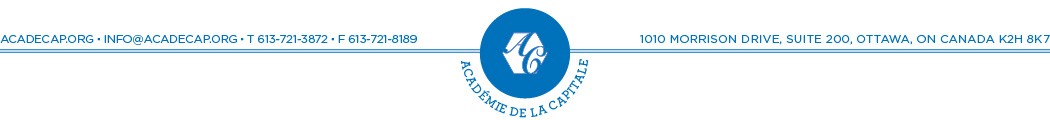 ACADECAP.ORG • INFO@ACADECAP.ORG • T 613-721-3872 • F 613-721-8189
AC
ACADÉMIE DE LA CAPITALE
1010 MORRISON DRIVE, SUITE 200, OTTAWA, ON CANADA K2H 8K7